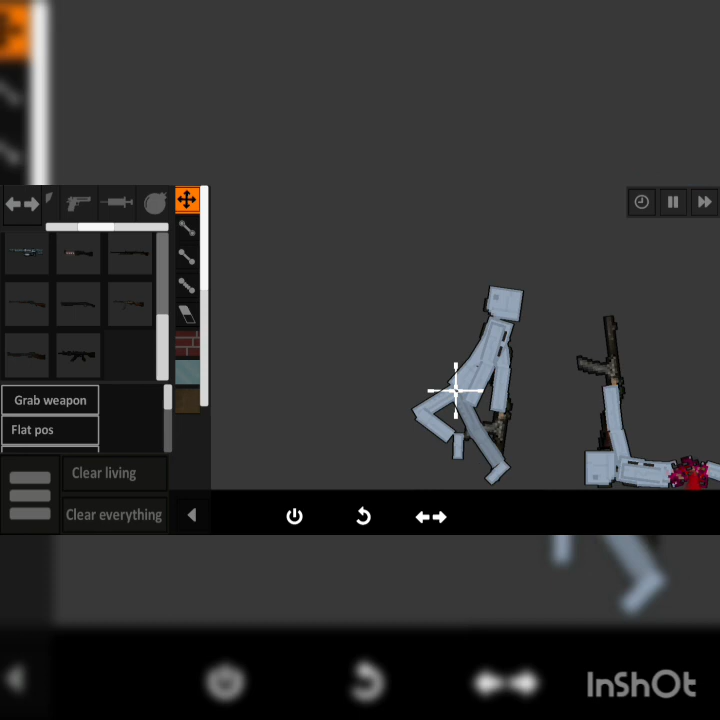 Grab weapon
Flat pos
Clear living
Clear everything
InShOt